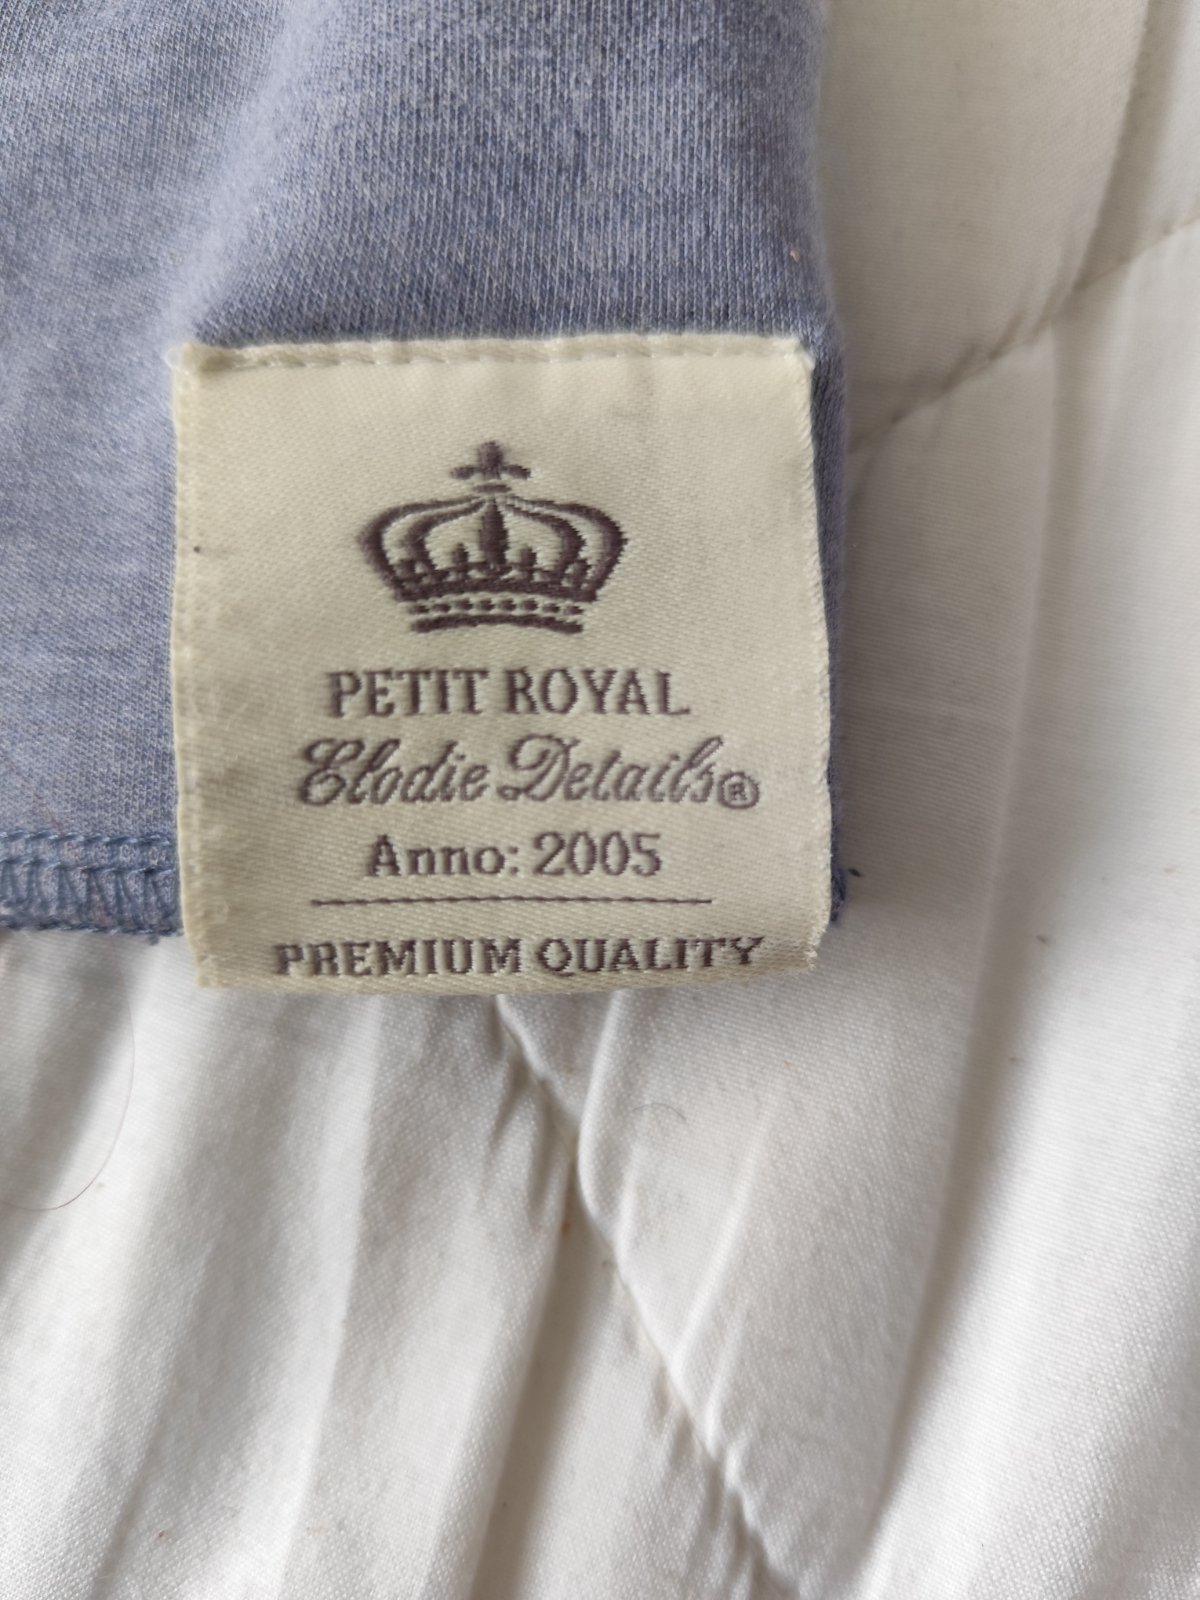 PETIT ROYAL
Elodie Details®
Anno: 2005
PREMIUM QUALITY